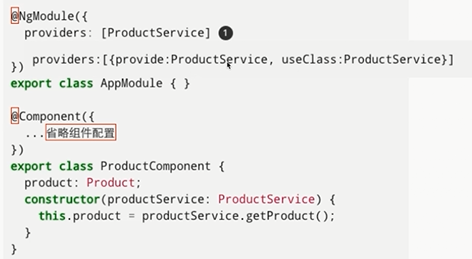 @NgModule({
providers: [ProductService] 1
providers:[{provide:ProductService, useClass:ProductService}]
})
export class AppModule { }
@Component({
...省略组件配置
})
export class ProductComponent {
product: Product;
constructor(productService: ProductService) {
this.product = productService.getProduct();
}
}